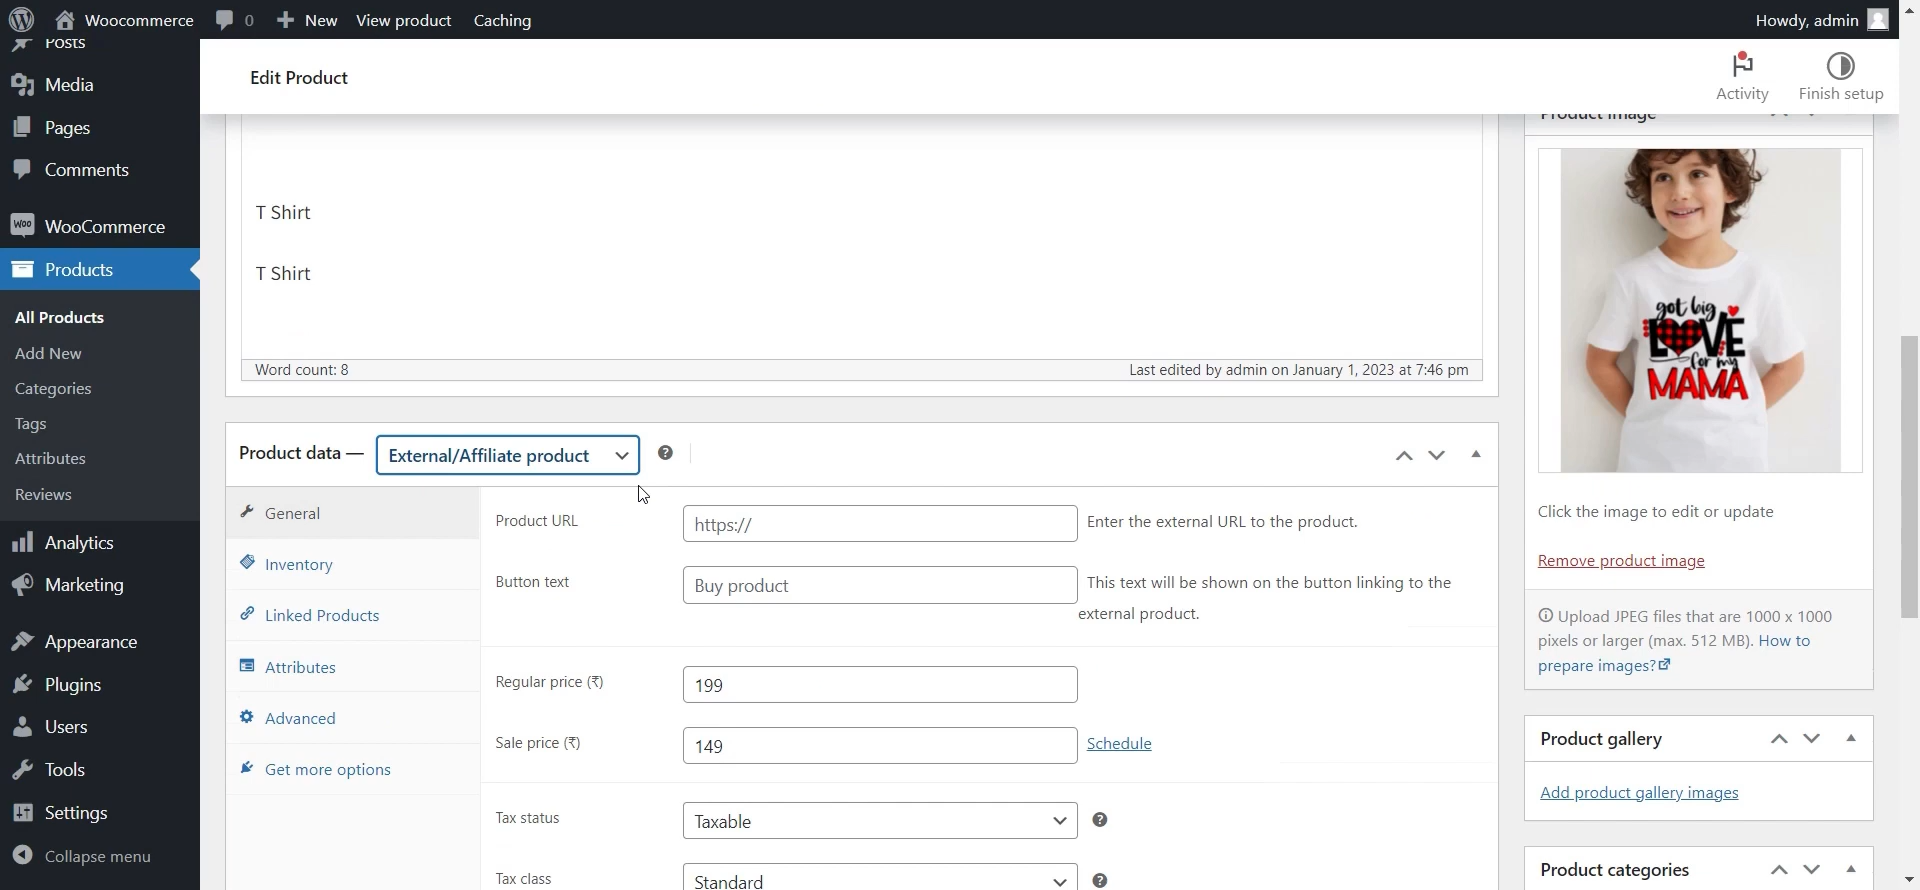 Woocommerce 0 New View product Caching Howdy, admin
Posts
Media
Pages
Comments
WooCommerce
Products
All Products
Add New
Categories
Tags
Attributes
Reviews
Analytics
Marketing
Appearance
Plugins
Users
Tools
Settings
Collapse menu
Edit Product
Activity
Finish setup
T Shirt
T Shirt
Word count: 8 Last edited by admin on January 1, 2023 at 7:46 pm
Product data — External/Affiliate product
General
Inventory
Linked Products
Attributes
Advanced
Get more options
Product URL https:// Enter the external URL to the product.
Button text Buy product This text will be shown on the button linking to the
external product.
Regular price (₹) 199
Sale price (₹) 149 Schedule
Tax status Taxable
Tax class Standard
Product image
got big
LOVE
for my
MAMA
Click the image to edit or update
Remove product image
Upload JPEG files that are 1000 x 1000
pixels or larger (max. 512 MB). How to
prepare images?
Product gallery
Add product gallery images
Product categories